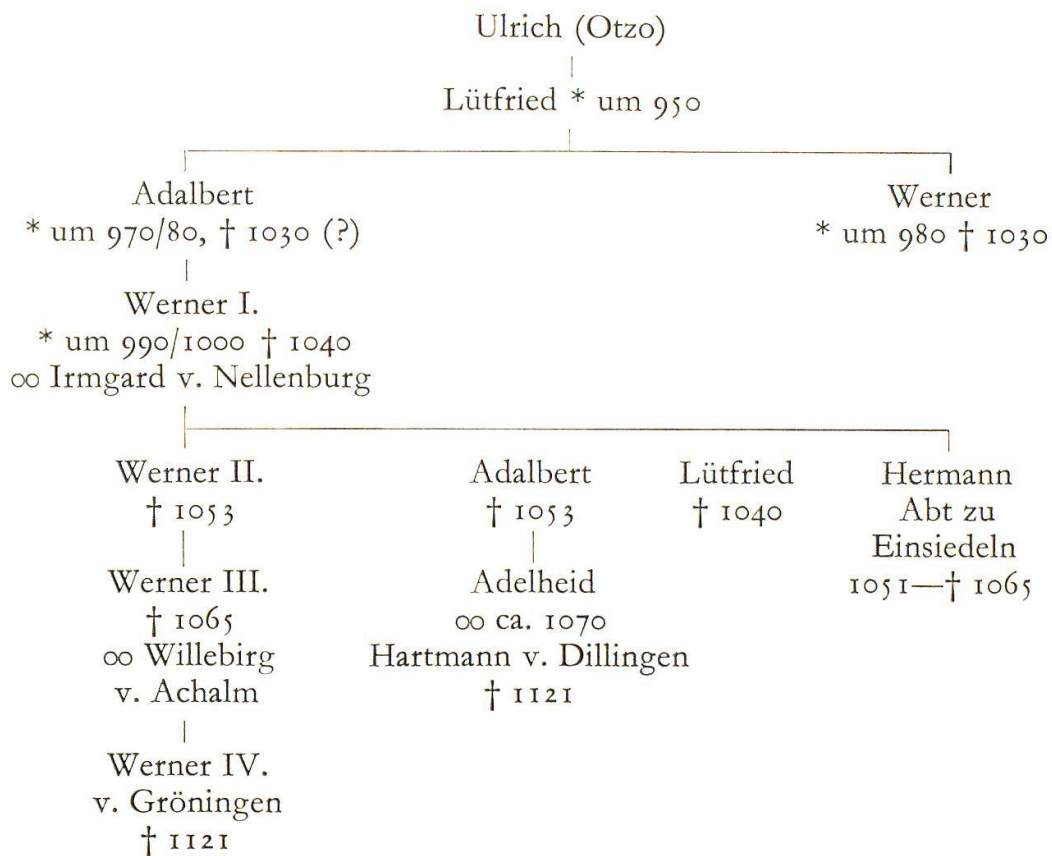 Ulrich (Otzo)
Lütfried * um 950
Adalbert
* um 970/80, † 1030 (?)
Werner
* um 980 † 1030
Werner I.
* um 990/1000 † 1040
∞ Irmgard v. Nellenburg
Werner II.
† 1053
Adalbert
† 1053
Lütfried
† 1040
Hermann
Abt zu
Einsiedeln
1051—† 1065
Werner III.
† 1065
∞ Willebirg
v. Achalm
Adelheid
∞ ca. 1070
Hartmann v. Dillingen
† 1121
Werner IV.
v. Gröningen
† 1121